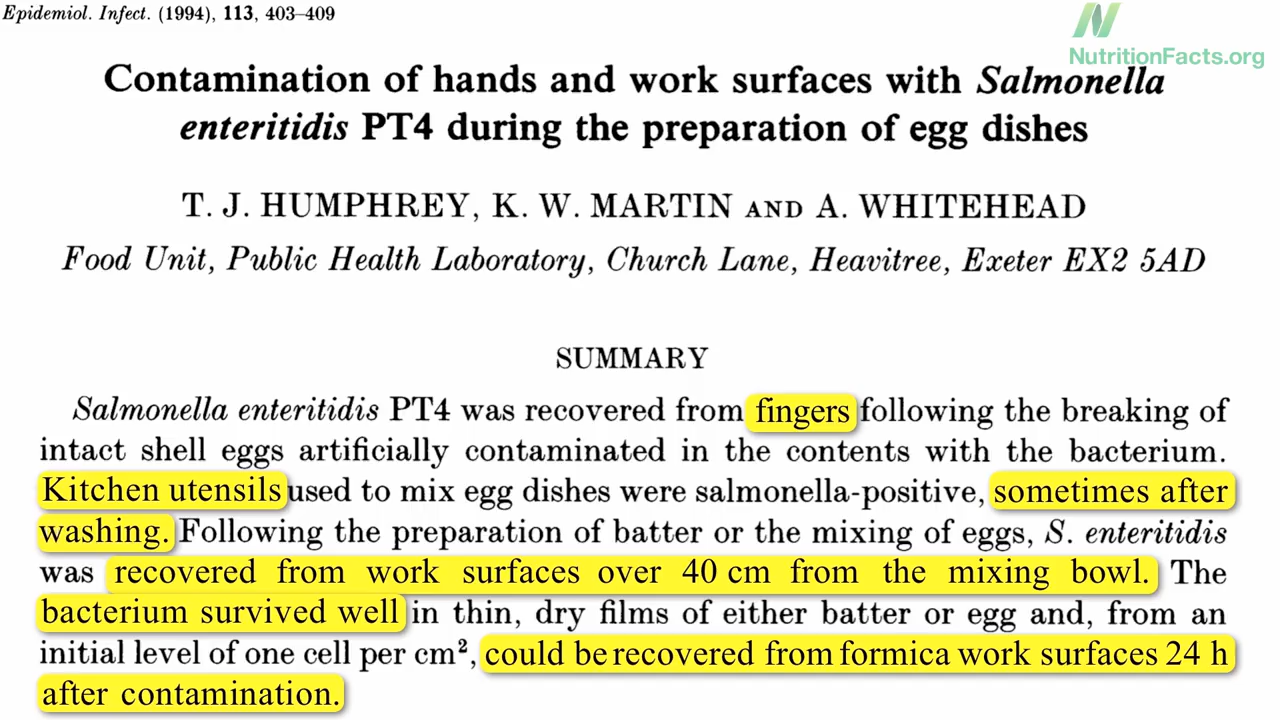 Epidemiol. Infect. (1994), 113, 403–409
NutritionFacts.org
Contamination of hands and work surfaces with Salmonella
enteritidis PT4 during the preparation of egg dishes
T. J. HUMPHREY, K. W. MARTIN AND A. WHITEHEAD
Food Unit, Public Health Laboratory, Church Lane, Heavitree, Exeter EX2 5AD
SUMMARY
Salmonella enteritidis PT4 was recovered from fingers following the breaking of
intact shell eggs artificially contaminated in the contents with the bacterium.
Kitchen utensils used to mix egg dishes were salmonella-positive, sometimes after
washing. Following the preparation of batter or the mixing of eggs, S. enteritidis
was recovered from work surfaces over 40 cm from the mixing bowl. The
bacterium survived well in thin, dry films of either batter or egg and, from an
initial level of one cell per cm², could be recovered from formica work surfaces 24 h
after contamination.